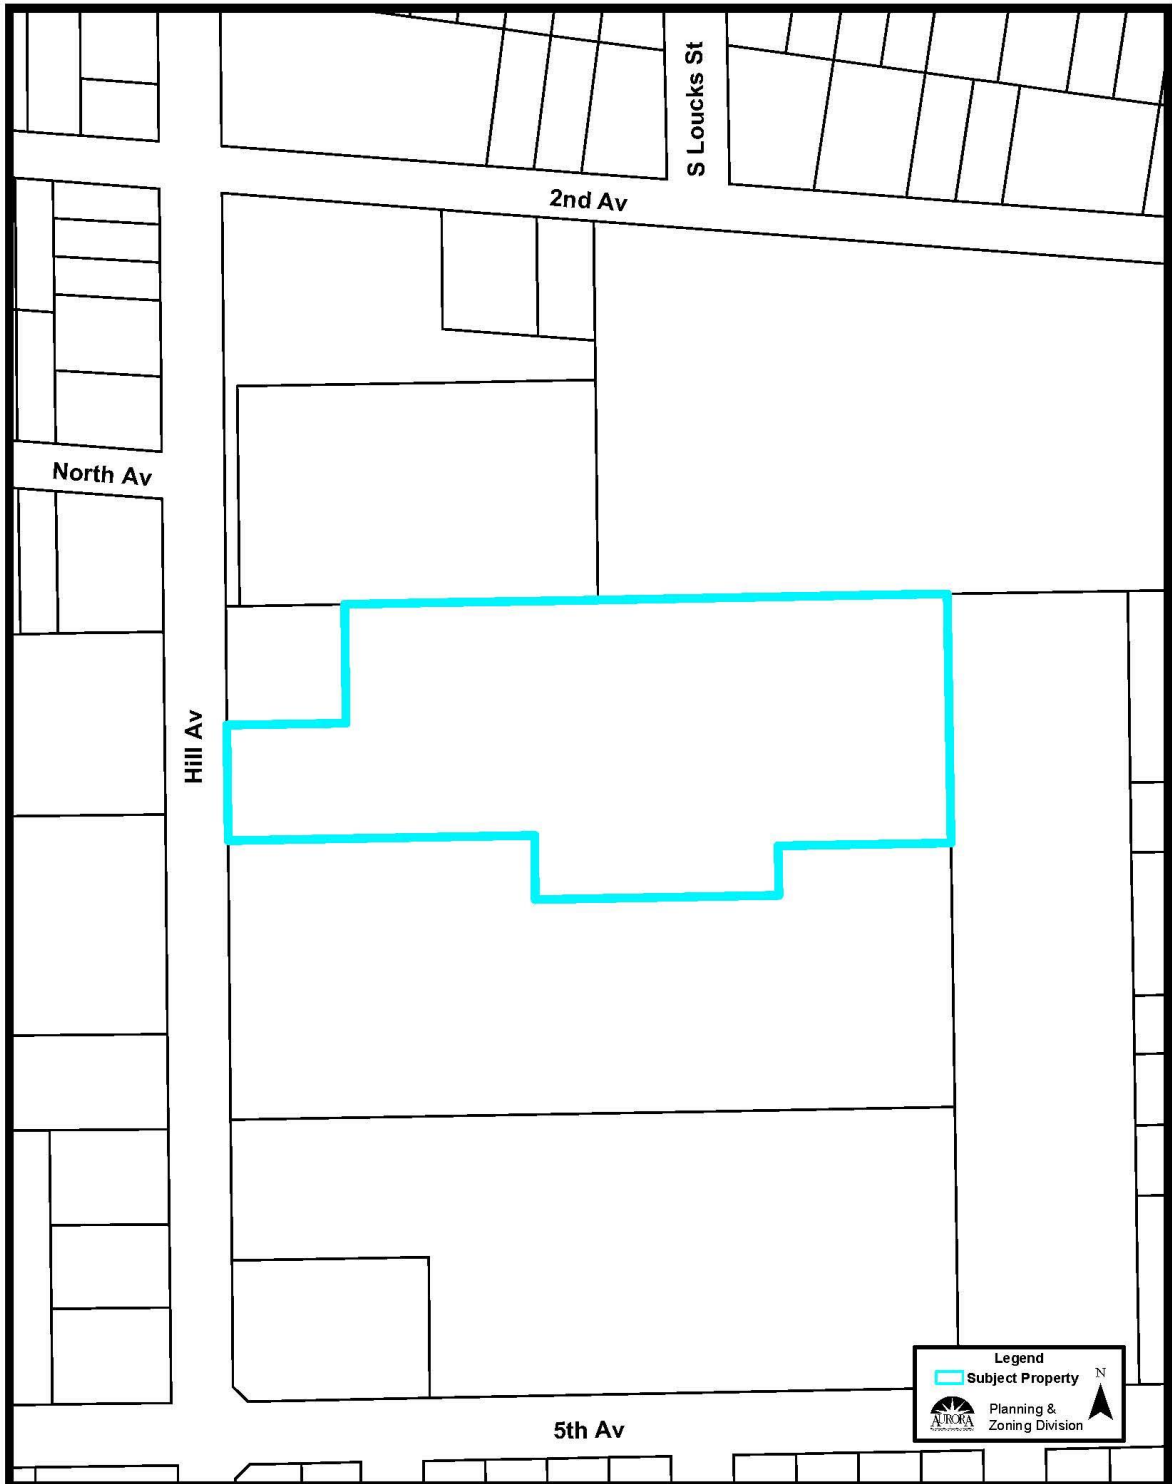 S Loucks St
2nd Av
North Av
Hill Av
5th Av
Legend
Subject Property
N
AURORA
Planning &
Zoning Division